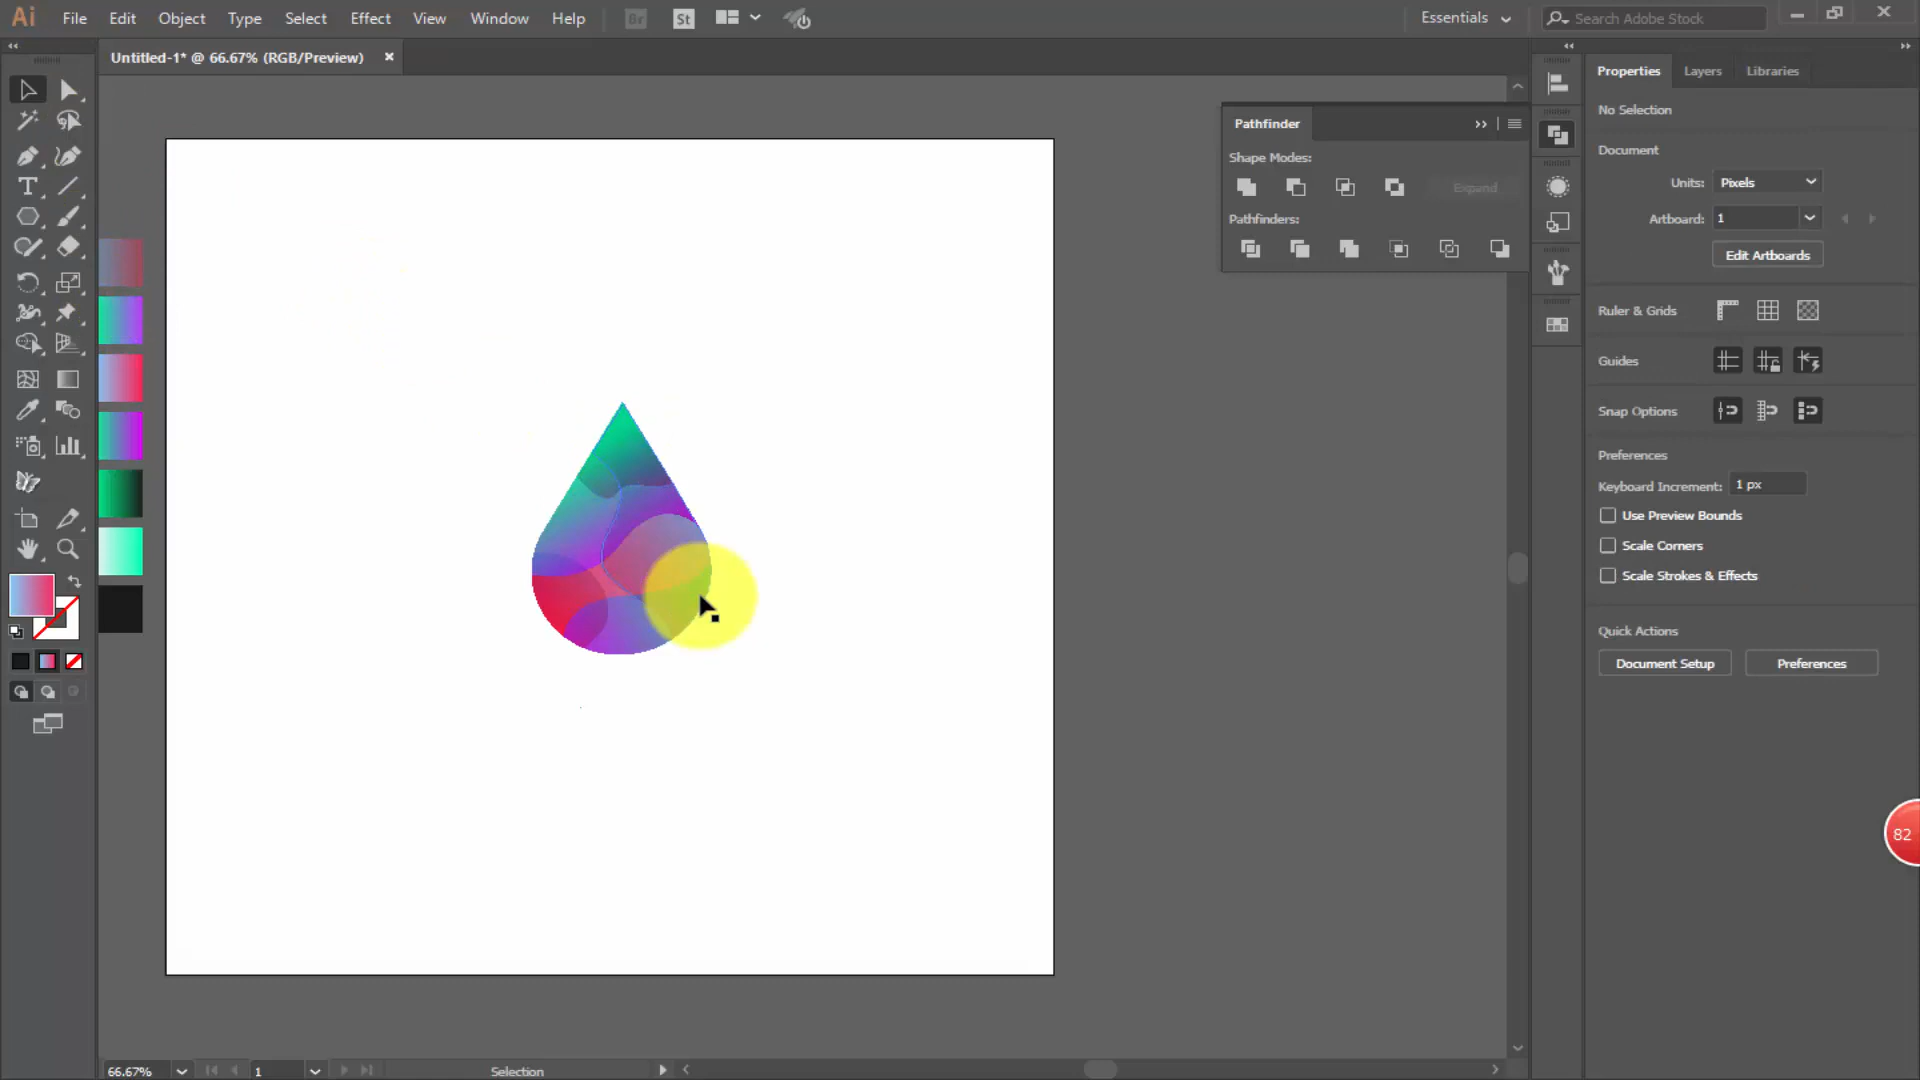 Ai File Edit Object Type Select Effect View Window Help Br St Essentials Search Adobe Stock
Untitled-1* @ 66.67% (RGB/Preview)
Properties Layers Libraries
No Selection
Pathfinder
Document
Shape Modes:
Units: Pixels
Expand
Pathfinders:
Artboard: 1
Edit Artboards
Ruler & Grids
Guides
Snap Options
Preferences
Keyboard Increment: 1 px
Use Preview Bounds
Scale Corners
Scale Strokes & Effects
Quick Actions
Document Setup Preferences
82
66.67% 1 Selection